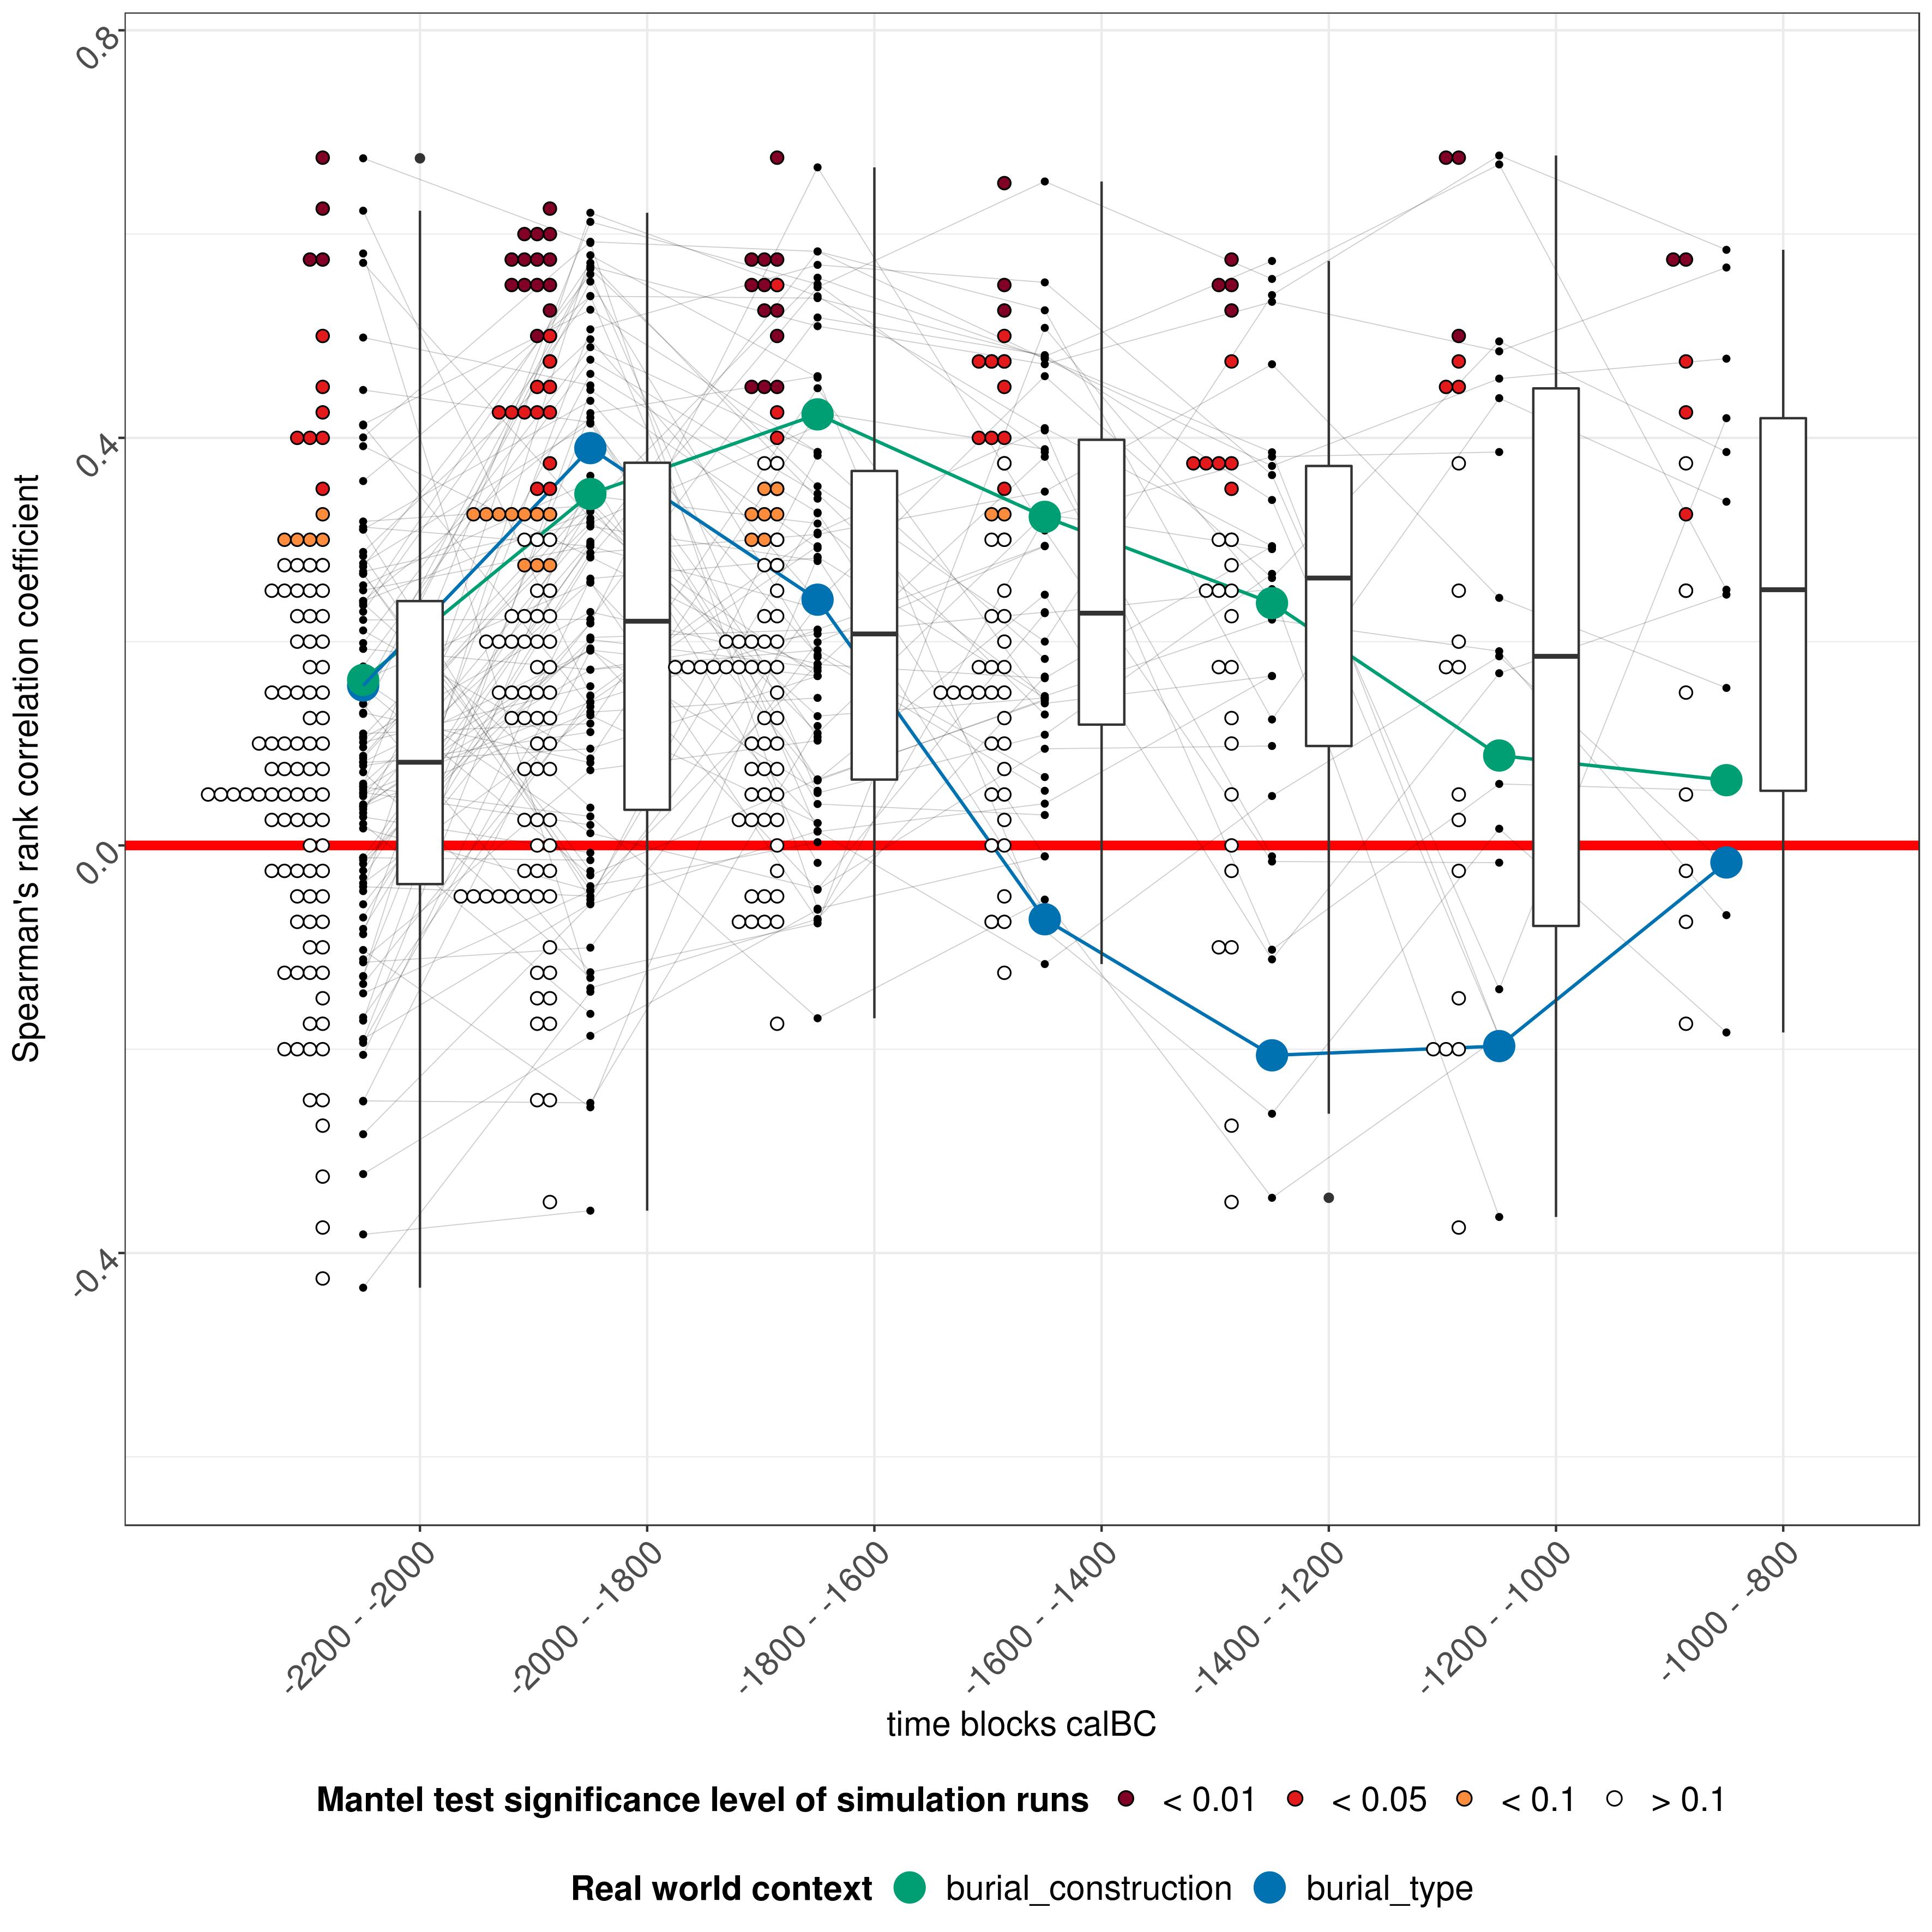 Spearman's rank correlation coefficient
0.8
0.4
0.0
-0.4
-2200 - -2000
-2000 - -1800
-1800 - -1600
-1600 - -1400
-1400 - -1200
-1200 - -1000
-1000 - -800
time blocks calBC
Mantel test significance level of simulation runs < 0.01 < 0.05 < 0.1 > 0.1
Real world context burial_construction burial_type